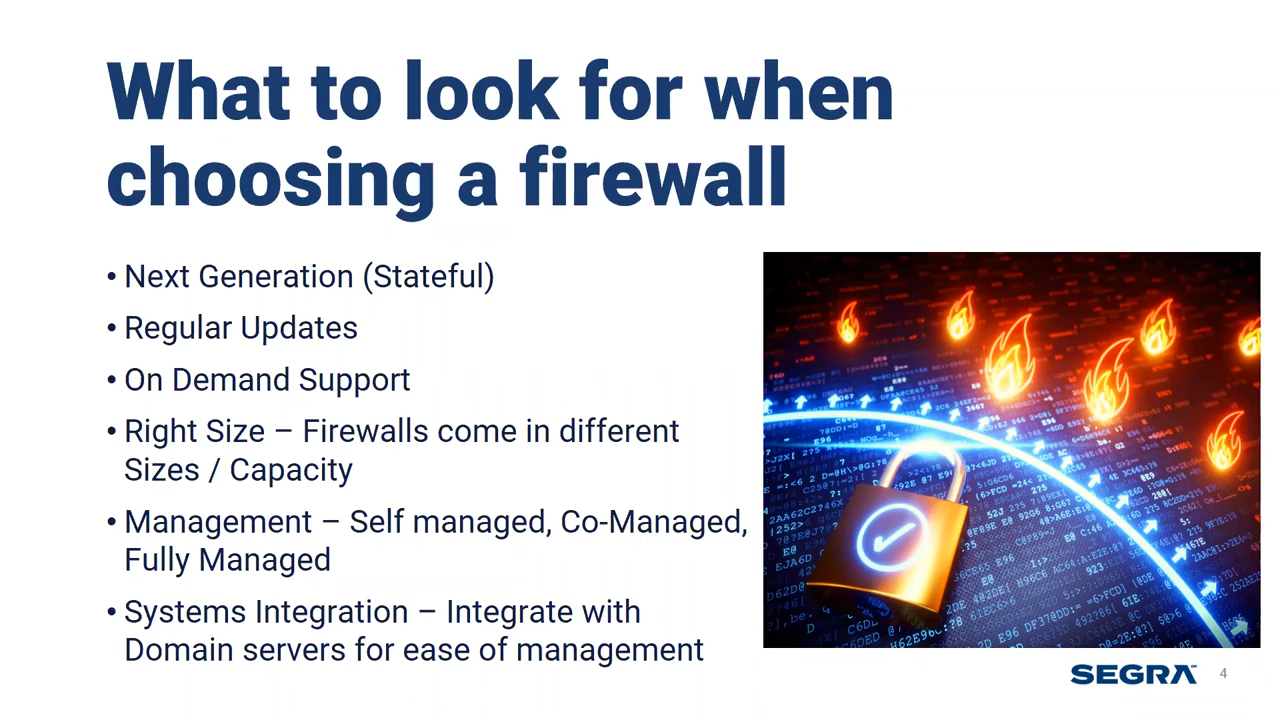 What to look for when
choosing a firewall
• Next Generation (Stateful)
• Regular Updates
• On Demand Support
• Right Size – Firewalls come in different
Sizes / Capacity
• Management – Self managed, Co-Managed,
Fully Managed
• Systems Integration – Integrate with
Domain servers for ease of management
SEGRA
4